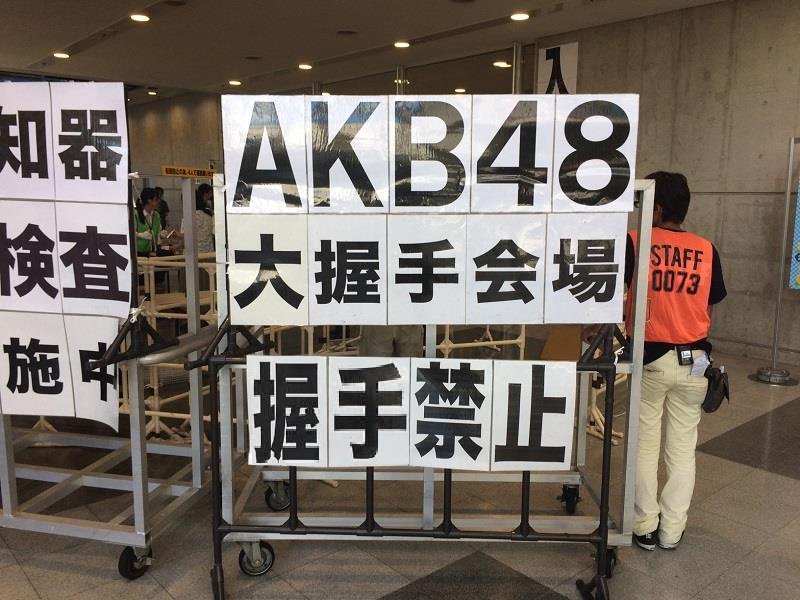 知器
検査
施中
AKB48
大握手会場
握手禁止
入
STAFF
0073